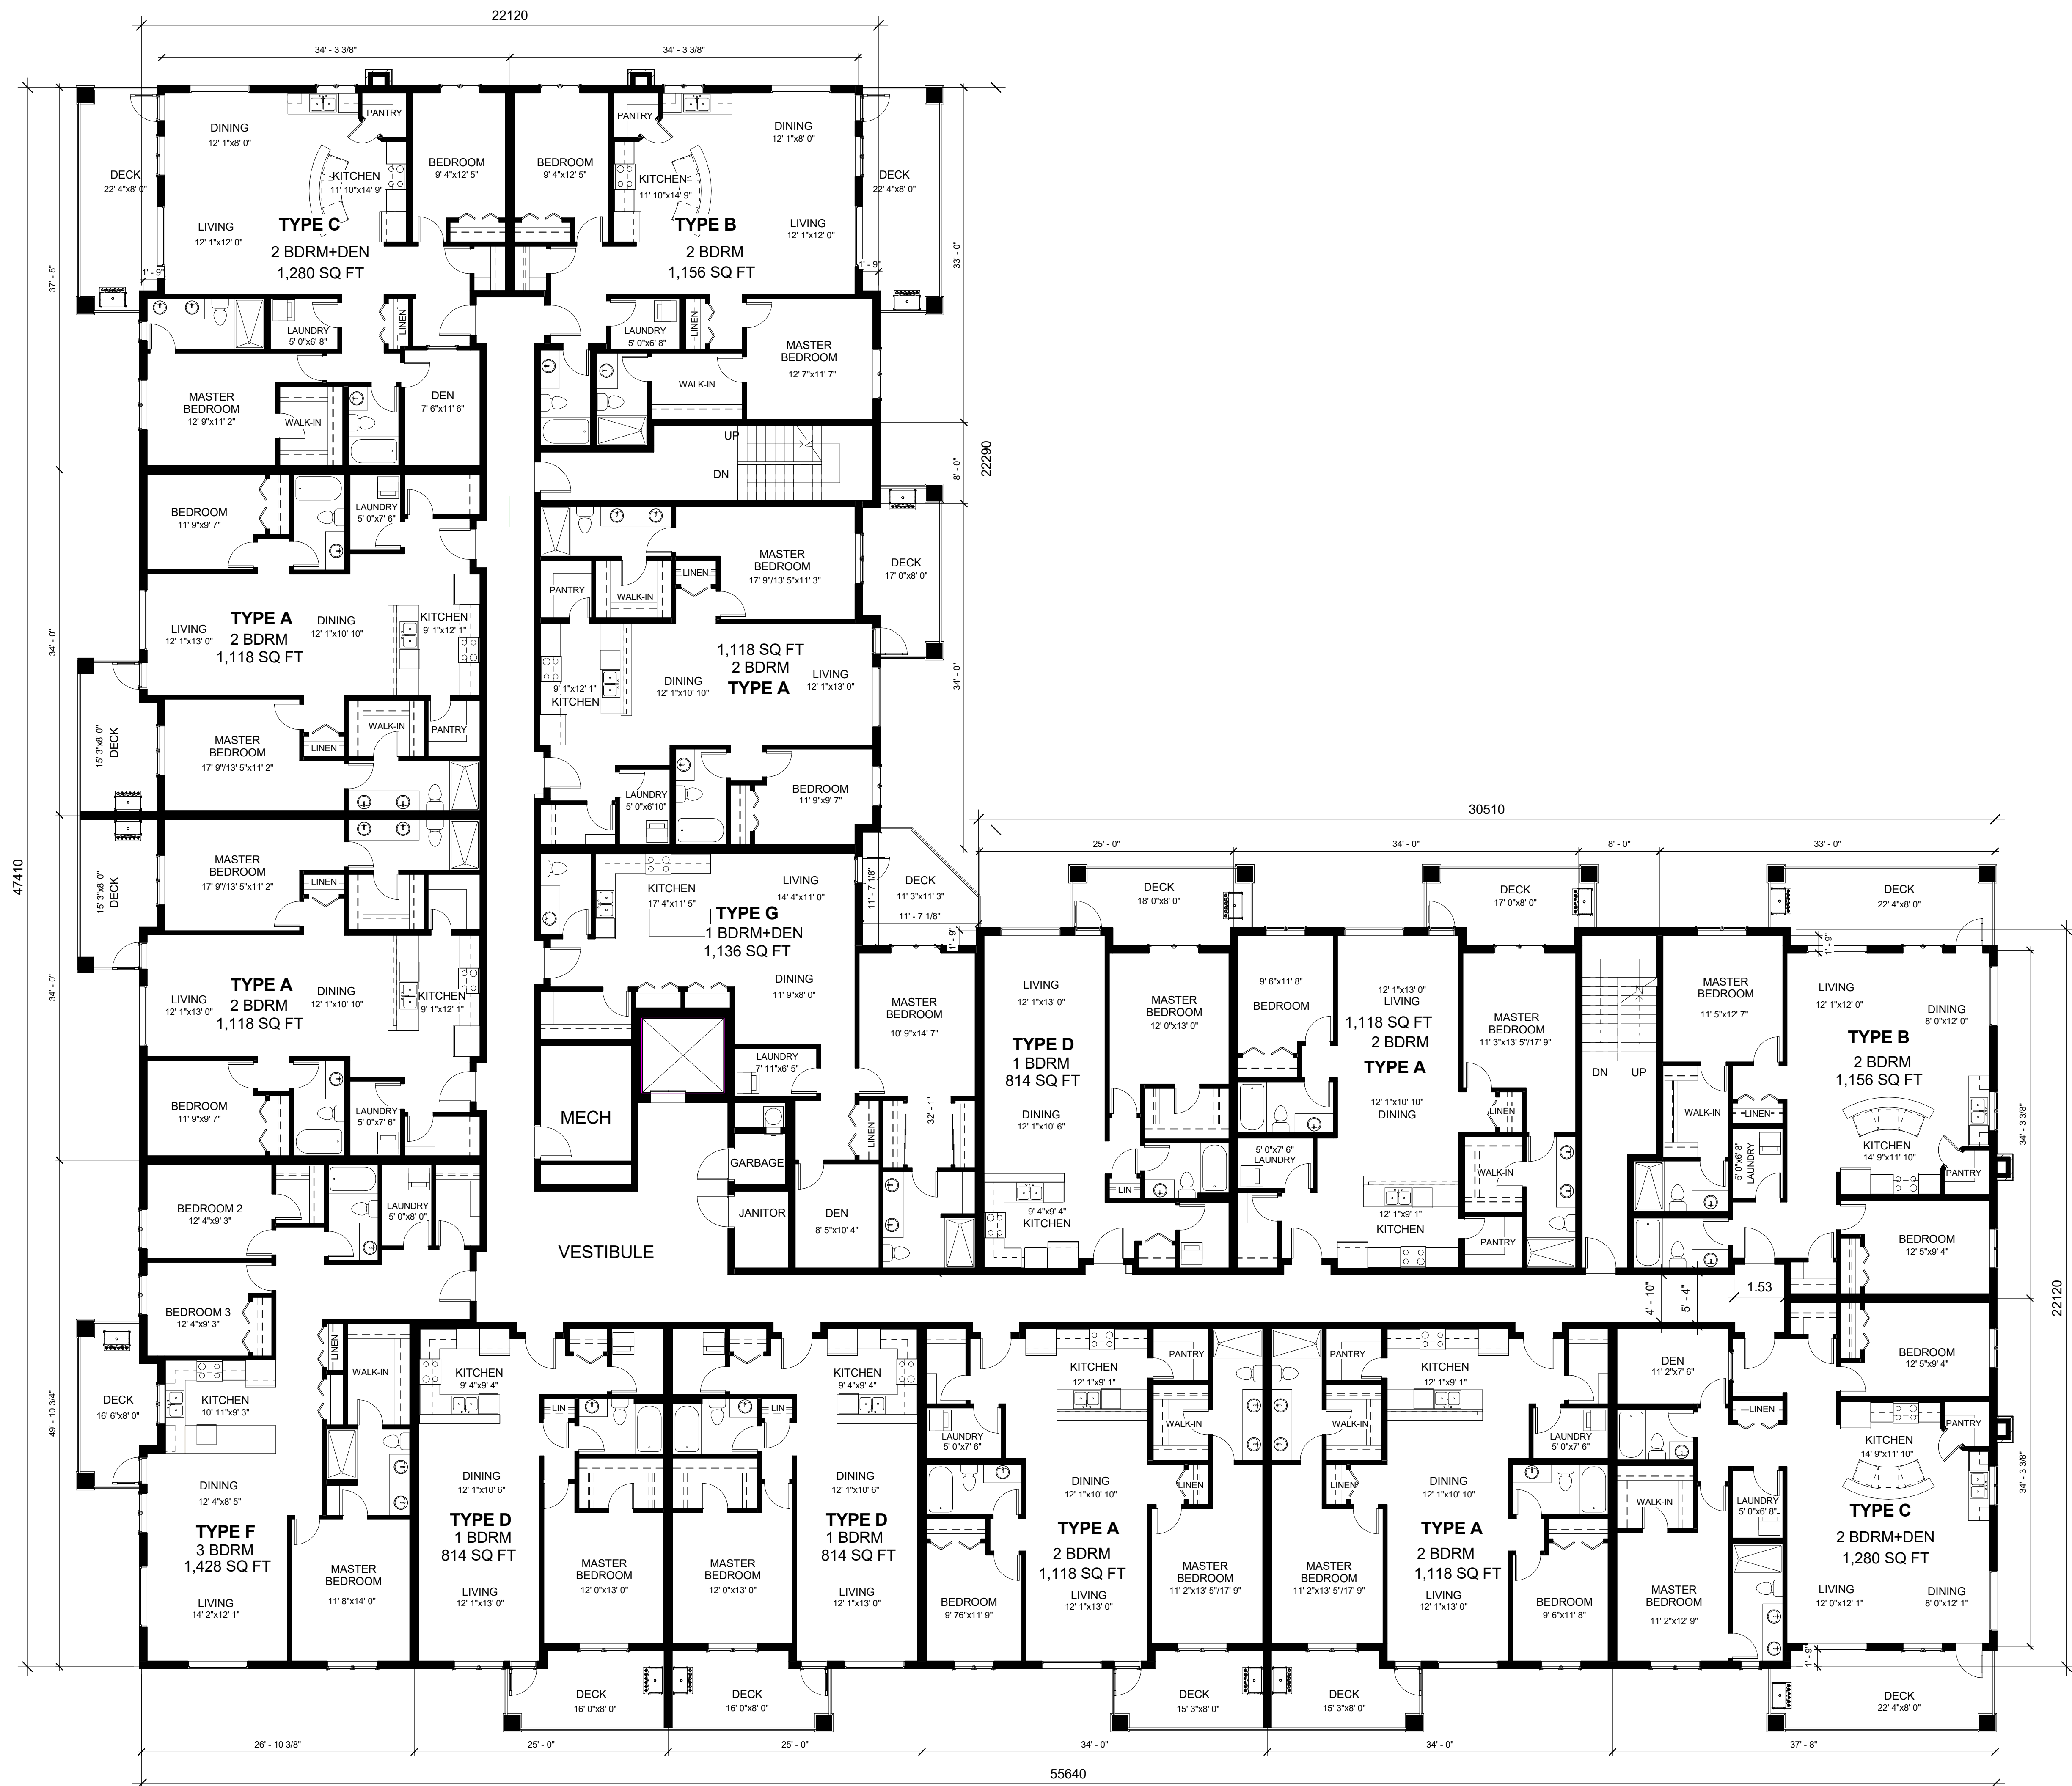 22120
34' - 3 3/8"
34' - 3 3/8"
47410
37' - 8"
34' - 0"
34' - 0"
49' - 10 3/4"
DECK
22' 4"x8' 0"
DINING
12' 1"x8' 0"
PANTRY
KITCHEN
11' 10"x14' 9"
BEDROOM
9' 4"x12' 5"
LIVING
12' 1"x12' 0"
TYPE C
2 BDRM+DEN
1,280 SQ FT
1' - 9"
LAUNDRY
5' 0"x6' 8"
LINEN
MASTER
BEDROOM
12' 9"x11' 2"
WALK-IN
DEN
7' 6"x11' 6"
BEDROOM
9' 4"x12' 5"
PANTRY
KITCHEN
11' 10"x14' 9"
DINING
12' 1"x8' 0"
TYPE B
2 BDRM
1,156 SQ FT
LIVING
12' 1"x12' 0"
DECK
22' 4"x8' 0"
1' - 9"
LAUNDRY
5' 0"x6' 8"
LINEN
MASTER
BEDROOM
12' 7"x11' 7"
WALK-IN
UP
DN
33' - 0"
8' - 0"
22290
34' - 0"
BEDROOM
11' 9"x9' 7"
LAUNDRY
5' 0"x7' 6"
TYPE A
2 BDRM
1,118 SQ FT
LIVING
12' 1"x13' 0"
DINING
12' 1"x10' 10"
KITCHEN
9' 1"x12' 1"
15' 3"x8' 0"
DECK
MASTER
BEDROOM
17' 9"/13' 5"x11' 2"
LINEN
WALK-IN
PANTRY
MASTER
BEDROOM
17' 9"/13' 5"x11' 3"
DECK
17' 0"x8' 0"
PANTRY
WALK-IN
LINEN
1,118 SQ FT
2 BDRM
TYPE A
LIVING
12' 1"x13' 0"
DINING
12' 1"x10' 10"
9' 1"x12' 1"
KITCHEN
LAUNDRY
5' 0"x6'10"
BEDROOM
11' 9"x9' 7"
15' 3"x8' 0"
DECK
MASTER
BEDROOM
17' 9"/13' 5"x11' 2"
LINEN
TYPE A
2 BDRM
1,118 SQ FT
LIVING
12' 1"x13' 0"
DINING
12' 1"x10' 10"
KITCHEN
9' 1"x12' 1"
BEDROOM
11' 9"x9' 7"
LAUNDRY
5' 0"x7' 6"
KITCHEN
17' 4"x11' 5"
LIVING
14' 4"x11' 0"
TYPE G
1 BDRM+DEN
1,136 SQ FT
DINING
11' 9"x8' 0"
DECK
11' 3"x11' 3"
11' - 7 1/8"
11' - 7 1/8"
1' - 9"
MASTER
BEDROOM
10' 9"x14' 7"
LAUNDRY
7' 11"x6' 5"
LINEN
32' - 1"
DEN
8' 5"x10' 4"
MECH
GARBAGE
JANITOR
VESTIBULE
30510
25' - 0"
34' - 0"
8' - 0"
33' - 0"
DECK
18' 0"x8' 0"
LIVING
12' 1"x13' 0"
MASTER
BEDROOM
12' 0"x13' 0"
TYPE D
1 BDRM
814 SQ FT
DINING
12' 1"x10' 6"
LIN
9' 4"x9' 4"
KITCHEN
DECK
17' 0"x8' 0"
9' 6"x11' 8"
BEDROOM
12' 1"x13' 0"
LIVING
1,118 SQ FT
2 BDRM
TYPE A
MASTER
BEDROOM
11' 3"x13' 5"/17' 9"
12' 1"x10' 10"
DINING
LINEN
5' 0"x7' 6"
LAUNDRY
WALK-IN
12' 1"x9' 1"
KITCHEN
PANTRY
DN
UP
DECK
22' 4"x8' 0"
1' - 9"
MASTER
BEDROOM
11' 5"x12' 7"
LIVING
12' 1"x12' 0"
DINING
8' 0"x12' 0"
TYPE B
2 BDRM
1,156 SQ FT
WALK-IN
LINEN
5' 0"x6' 8"
LAUNDRY
KITCHEN
14' 9"x11' 10"
PANTRY
BEDROOM
12' 5"x9' 4"
34' - 3 3/8"
22120
4' - 10"
5' - 4"
1.53
BEDROOM 2
12' 4"x9' 3"
LAUNDRY
5' 0"x8' 0"
BEDROOM 3
12' 4"x9' 3"
LINEN
WALK-IN
DECK
16' 6"x8' 0"
KITCHEN
10' 11"x9' 3"
DINING
12' 4"x8' 5"
TYPE F
3 BDRM
1,428 SQ FT
LIVING
14' 2"x12' 1"
MASTER
BEDROOM
11' 8"x14' 0"
KITCHEN
9' 4"x9' 4"
LIN
DINING
12' 1"x10' 6"
TYPE D
1 BDRM
814 SQ FT
LIVING
12' 1"x13' 0"
MASTER
BEDROOM
12' 0"x13' 0"
DECK
16' 0"x8' 0"
KITCHEN
9' 4"x9' 4"
LIN
DINING
12' 1"x10' 6"
TYPE D
1 BDRM
814 SQ FT
LIVING
12' 1"x13' 0"
MASTER
BEDROOM
12' 0"x13' 0"
DECK
16' 0"x8' 0"
KITCHEN
12' 1"x9' 1"
PANTRY
WALK-IN
LAUNDRY
5' 0"x7' 6"
LINEN
DINING
12' 1"x10' 10"
TYPE A
2 BDRM
1,118 SQ FT
LIVING
12' 1"x13' 0"
BEDROOM
9' 76"x11' 9"
MASTER
BEDROOM
11' 2"x13' 5"/17' 9"
DECK
15' 3"x8' 0"
PANTRY
KITCHEN
12' 1"x9' 1"
WALK-IN
LAUNDRY
5' 0"x7' 6"
LINEN
DINING
12' 1"x10' 10"
TYPE A
2 BDRM
1,118 SQ FT
LIVING
12' 1"x13' 0"
MASTER
BEDROOM
11' 2"x13' 5"/17' 9"
BEDROOM
9' 6"x11' 8"
DECK
15' 3"x8' 0"
DEN
11' 2"x7' 6"
BEDROOM
12' 5"x9' 4"
LINEN
PANTRY
KITCHEN
14' 9"x11' 10"
WALK-IN
LAUNDRY
5' 0"x6' 8"
TYPE C
2 BDRM+DEN
1,280 SQ FT
MASTER
BEDROOM
11' 2"x12' 9"
LIVING
12' 0"x12' 1"
DINING
8' 0"x12' 1"
1' - 9"
DECK
22' 4"x8' 0"
34' - 3 3/8"
26' - 10 3/8"
25' - 0"
25' - 0"
34' - 0"
34' - 0"
37' - 8"
55640